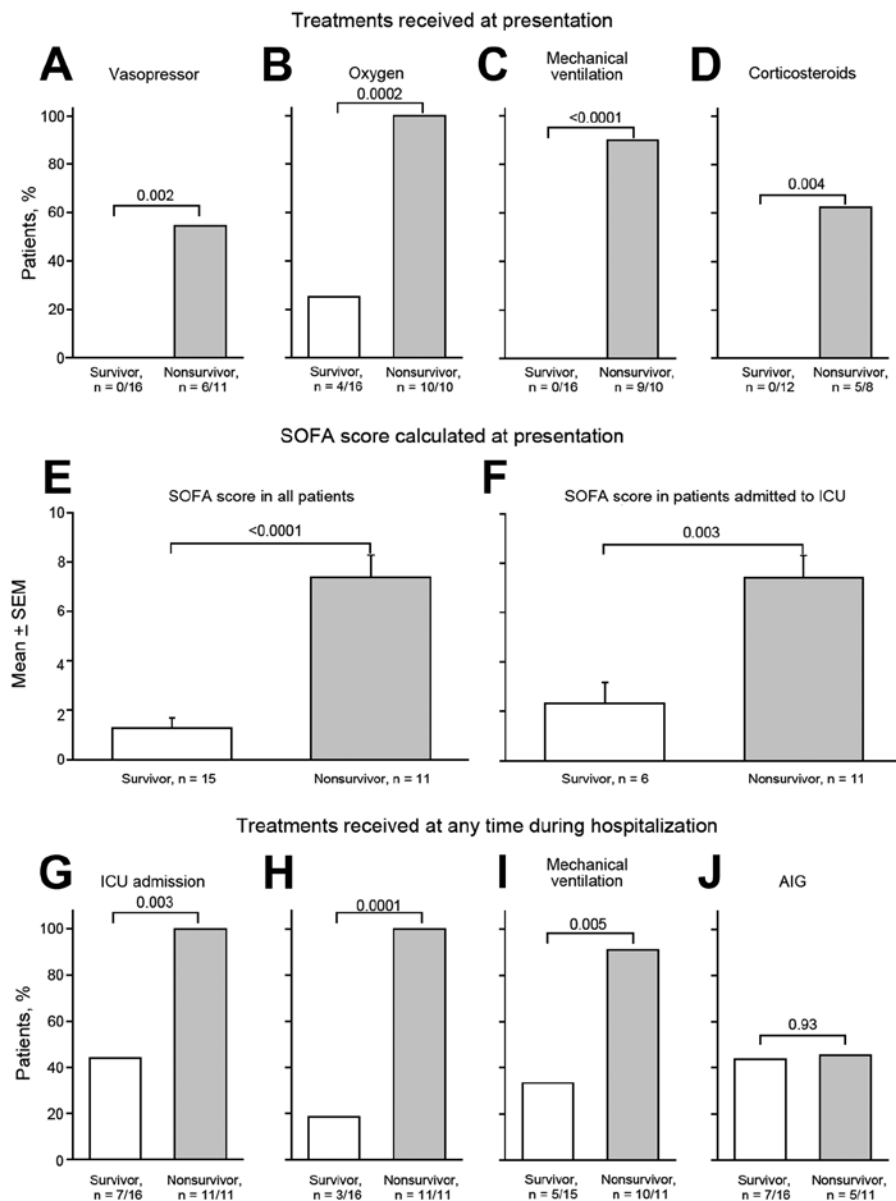 Treatments received at presentation
A Vasopressor
B Oxygen
C Mechanical
ventilation
D Corticosteroids
Patients, %
100
80
60
40
20
0
0.002
0.0002
<0.0001
0.004
Survivor,
n = 0/16
Nonsurvivor,
n = 6/11
Survivor,
n = 4/16
Nonsurvivor,
n = 10/10
Survivor,
n = 0/16
Nonsurvivor,
n = 9/10
Survivor,
n = 0/12
Nonsurvivor,
n = 5/8
SOFA score calculated at presentation
E SOFA score in all patients
F SOFA score in patients admitted to ICU
Mean ± SEM
10
8
6
4
2
0
<0.0001
0.003
Survivor, n = 15
Nonsurvivor, n = 11
Survivor, n = 6
Nonsurvivor, n = 11
Treatments received at any time during hospitalization
G ICU admission
H
I Mechanical
ventilation
J AIG
Patients, %
100
80
60
40
20
0
0.003
0.0001
0.005
0.93
Survivor,
n = 7/16
Nonsurvivor,
n = 11/11
Survivor,
n = 3/16
Nonsurvivor,
n = 11/11
Survivor,
n = 5/15
Nonsurvivor,
n = 10/11
Survivor,
n = 7/16
Nonsurvivor,
n = 5/11